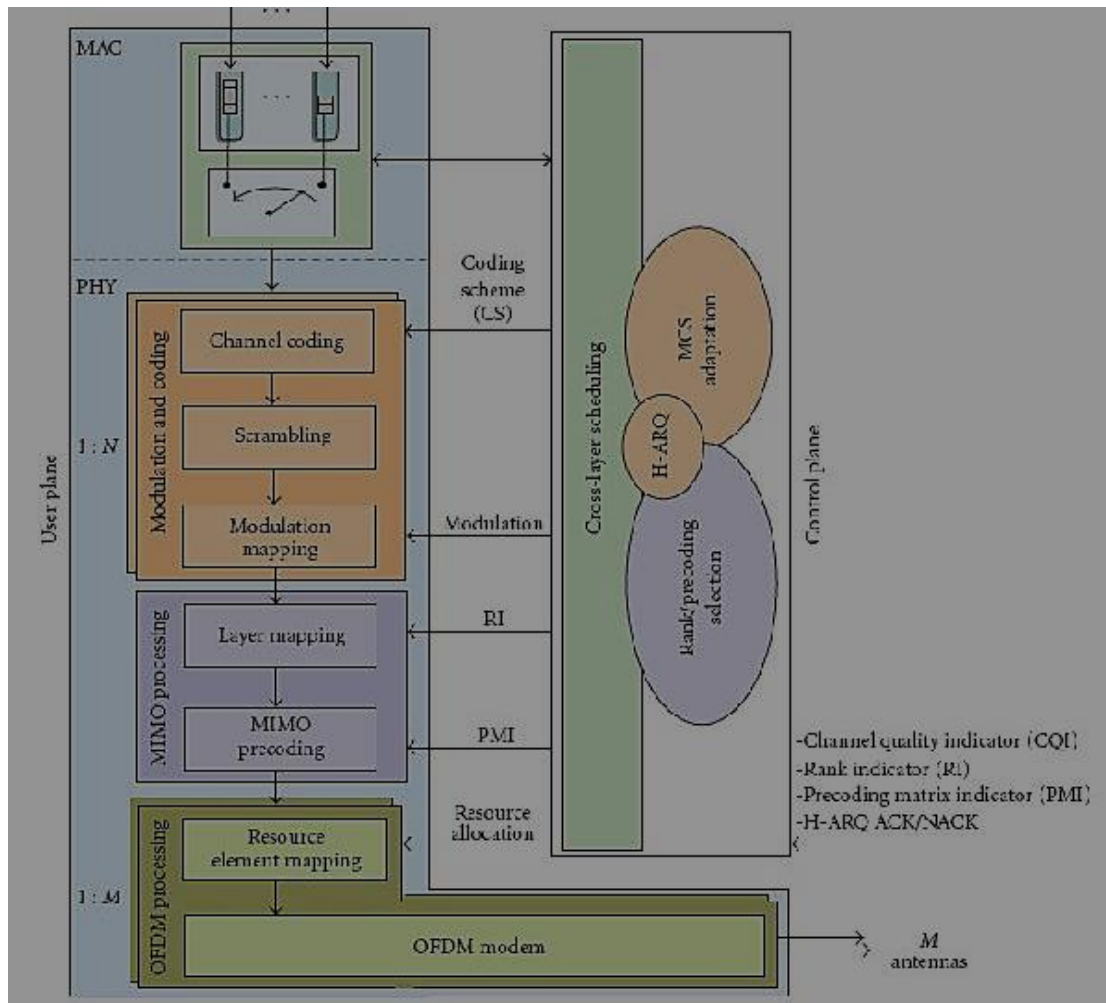 MAC
PHY
Coding
scheme
(CS)
Channel coding
Scrambling
Modulation
mapping
Modulation and coding
1 : N
User plane
Modulation
Layer mapping
RI
MIMO
precoding
PMI
MIMO processing
Resource
allocation
Resource
element mapping
OFDM modem
OFDM processing
1 : M
Cross-layer scheduling
MCS
adaptation
H-ARQ
Rank/precoding
selection
Control plane
-Channel quality indicator (CQI)
-Rank indicator (RI)
-Precoding matrix indicator (PMI)
-H-ARQ ACK/NACK
M
antennas